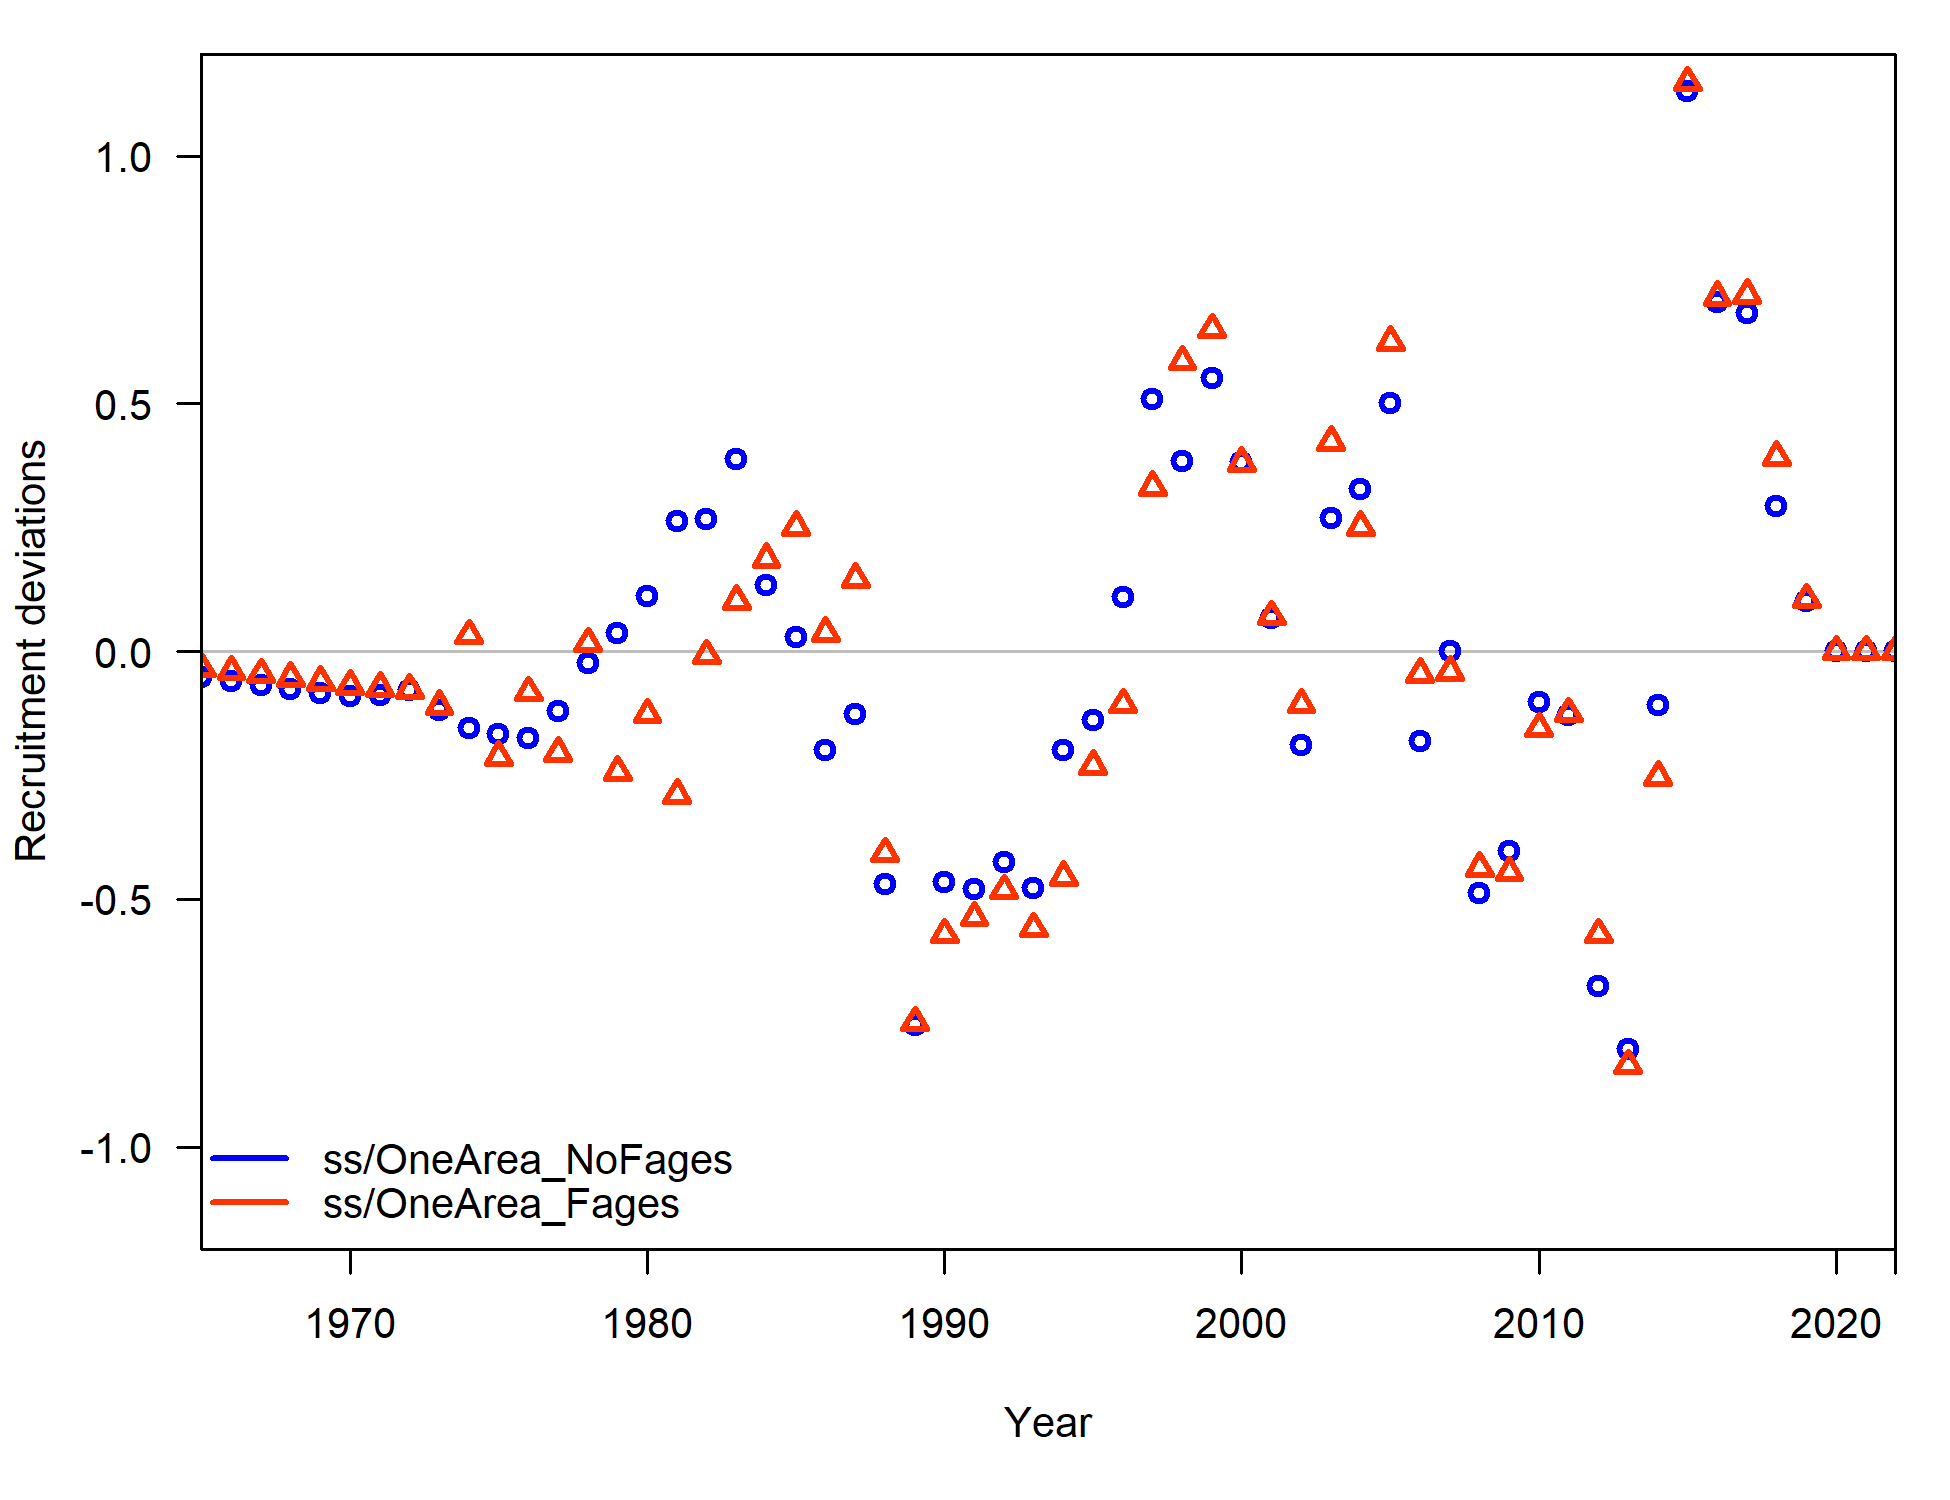 1.0
0.5
0.0
-0.5
-1.0
Recruitment deviations
ss/OneArea_NoFages
ss/OneArea_Fages
1970 1980 1990 2000 2010 2020
Year